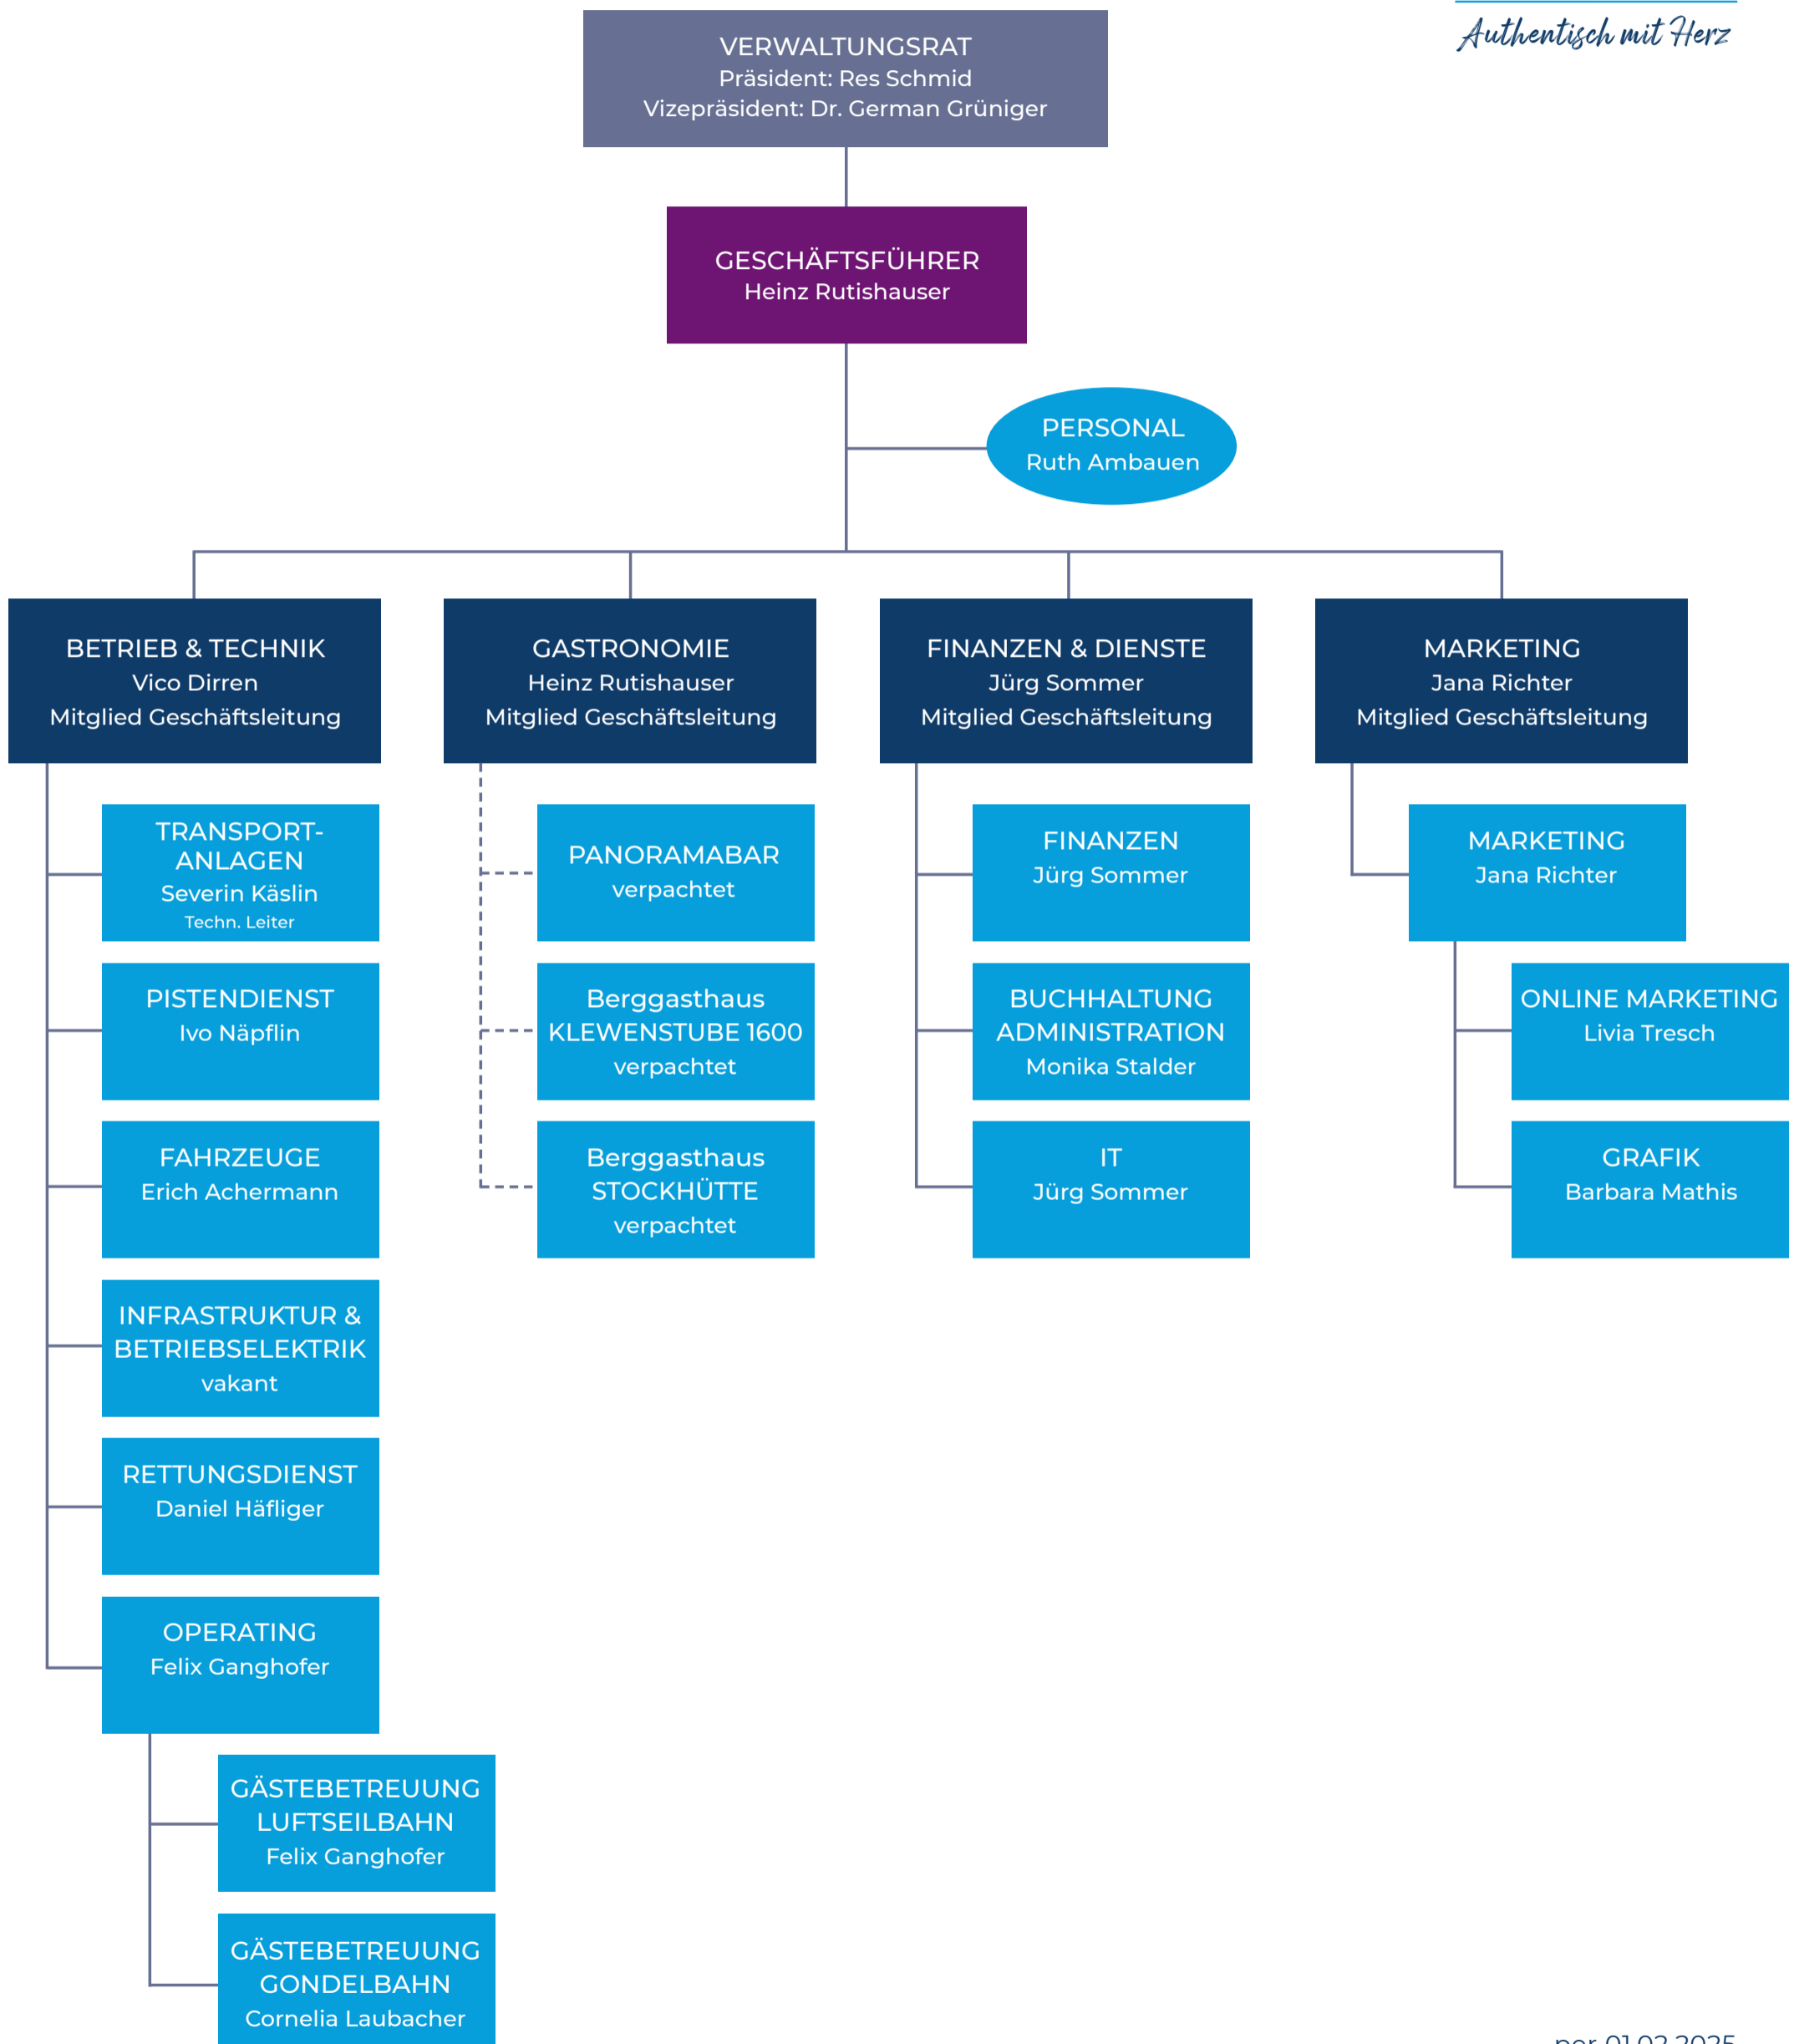 Authentisch mit Herz
VERWALTUNGSRAT
Präsident: Res Schmid
Vizepräsident: Dr. German Grüniger
GESCHÄFTSFÜHRER
Heinz Rutishauser
PERSONAL
Ruth Ambauen
BETRIEB & TECHNIK
Vico Dirren
Mitglied Geschäftsleitung
GASTRONOMIE
Heinz Rutishauser
Mitglied Geschäftsleitung
FINANZEN & DIENSTE
Jürg Sommer
Mitglied Geschäftsleitung
MARKETING
Jana Richter
Mitglied Geschäftsleitung
TRANSPORT-
ANLAGEN
Severin Käslin
Techn. Leiter
PISTENDIENST
Ivo Näpflin
FAHRZEUGE
Erich Achermann
INFRASTRUKTUR &
BETRIEBSELEKTRIK
vakant
RETTUNGSDIENST
Daniel Häfliger
OPERATING
Felix Ganghofer
GÄSTEBETREUUNG
LUFTSEILBAHN
Felix Ganghofer
GÄSTEBETREUUNG
GONDELBAHN
Cornelia Laubacher
PANORAMABAR
verpachtet
Berggasthaus
KLEWENSTUBE 1600
verpachtet
Berggasthaus
STOCKHÜTTE
verpachtet
FINANZEN
Jürg Sommer
BUCHHALTUNG
ADMINISTRATION
Monika Stalder
IT
Jürg Sommer
MARKETING
Jana Richter
ONLINE MARKETING
Livia Tresch
GRAFIK
Barbara Mathis
per 01.02.2025